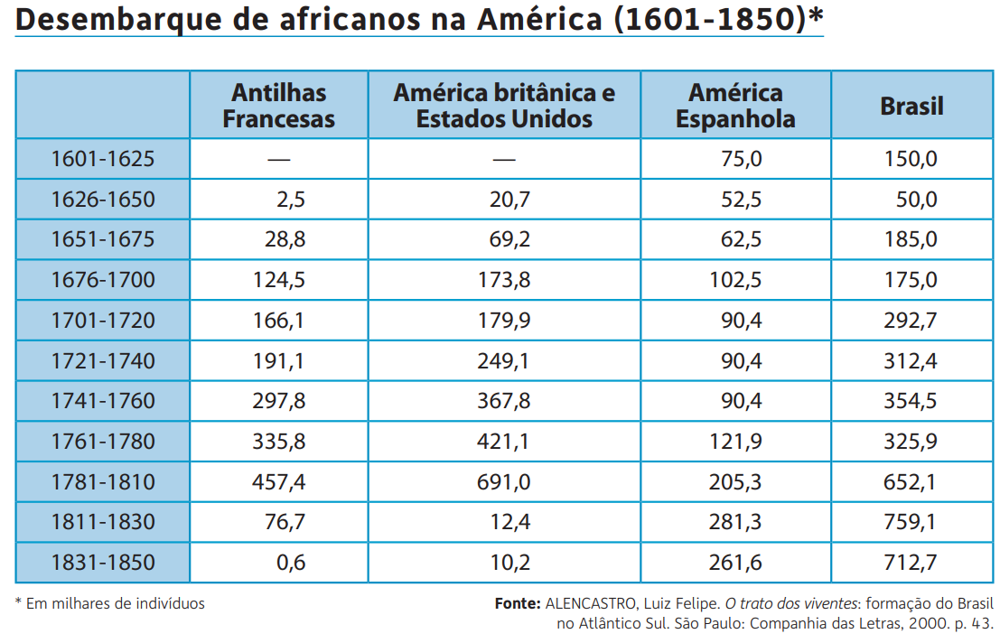 Desembarque de africanos na América (1601-1850)*
Antilhas Francesas América britânica e Estados Unidos América Espanhola Brasil
1601-1625 — — 75,0 150,0
1626-1650 2,5 20,7 52,5 50,0
1651-1675 28,8 69,2 62,5 185,0
1676-1700 124,5 173,8 102,5 175,0
1701-1720 166,1 179,9 90,4 292,7
1721-1740 191,1 249,1 90,4 312,4
1741-1760 297,8 367,8 90,4 354,5
1761-1780 335,8 421,1 121,9 325,9
1781-1810 457,4 691,0 205,3 652,1
1811-1830 76,7 12,4 281,3 759,1
1831-1850 0,6 10,2 261,6 712,7
* Em milhares de indivíduos
Fonte: ALENCASTRO, Luiz Felipe. O trato dos viventes: formação do Brasil
no Atlântico Sul. São Paulo: Companhia das Letras, 2000. p. 43.